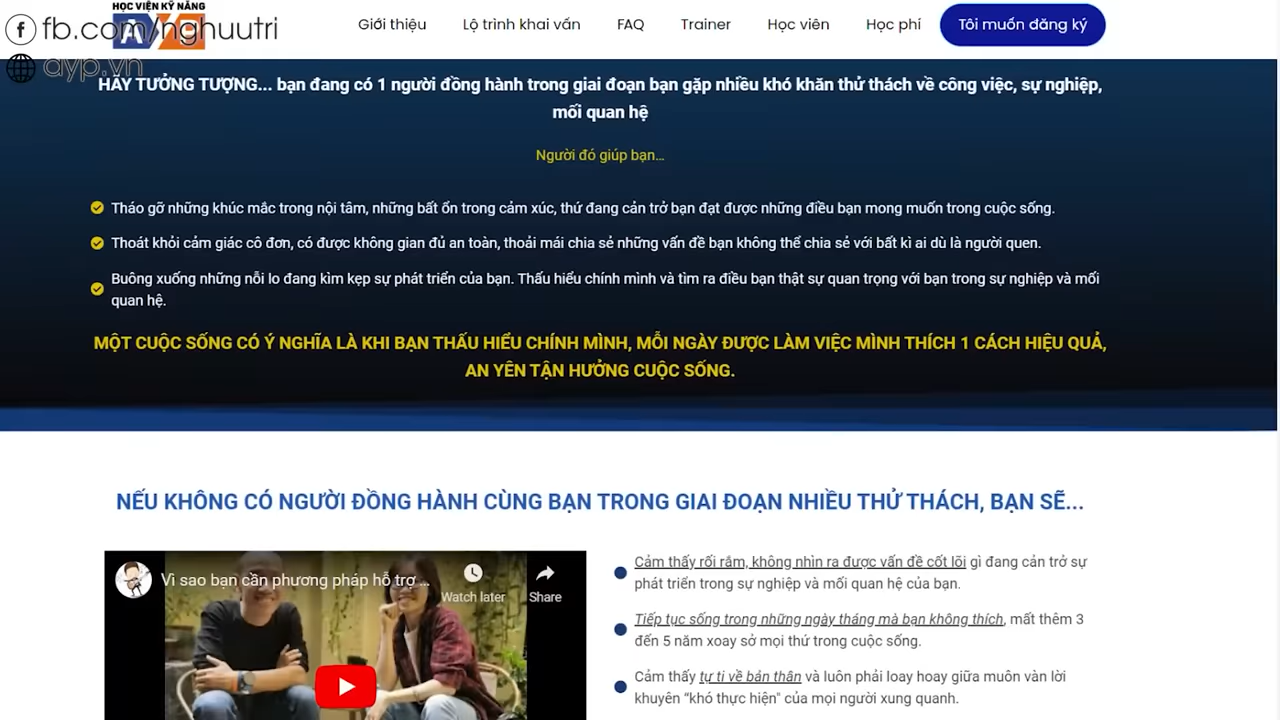 HỌC VIỆN KỸ NĂNG
fb.com/nghuutri
ayp.vn
Giới thiệu
Lộ trình khai vấn
FAQ
Trainer
Học viên
Học phí
Tôi muốn đăng ký
HÃY TƯỞNG TƯỢNG... bạn đang có 1 người đồng hành trong giai đoạn bạn gặp nhiều khó khăn thử thách về công việc, sự nghiệp,
mối quan hệ
Người đó giúp bạn...
Tháo gỡ những khúc mắc trong nội tâm, những bất ổn trong cảm xúc, thứ đang cản trở bạn đạt được những điều bạn mong muốn trong cuộc sống.
Thoát khỏi cảm giác cô đơn, có được không gian đủ an toàn, thoải mái chia sẻ những vấn đề bạn không thể chia sẻ với bất kì ai dù là người quen.
Buông xuống những nỗi lo đang kìm kẹp sự phát triển của bạn. Thấu hiểu chính mình và tìm ra điều bạn thật sự quan trọng với bạn trong sự nghiệp và mối
quan hệ.
MỘT CUỘC SỐNG CÓ Ý NGHĨA LÀ KHI BẠN THẤU HIỂU CHÍNH MÌNH, MỖI NGÀY ĐƯỢC LÀM VIỆC MÌNH THÍCH 1 CÁCH HIỆU QUẢ,
AN YÊN TẬN HƯỞNG CUỘC SỐNG.
NẾU KHÔNG CÓ NGƯỜI ĐỒNG HÀNH CÙNG BẠN TRONG GIAI ĐOẠN NHIỀU THỬ THÁCH, BẠN SẼ...
Vì sao bạn cần phương pháp hỗ trợ ...
Watch later
Share
Cảm thấy rối rắm, không nhìn ra được vấn đề cốt lõi gì đang cản trở sự
phát triển trong sự nghiệp và mối quan hệ của bạn.
Tiếp tục sống trong những ngày tháng mà bạn không thích, mất thêm 3
đến 5 năm xoay sở mọi thứ trong cuộc sống.
Cảm thấy tự ti về bản thân và luôn phải loay hoay giữa muôn vàn lời
khuyên “khó thực hiện" của mọi người xung quanh.